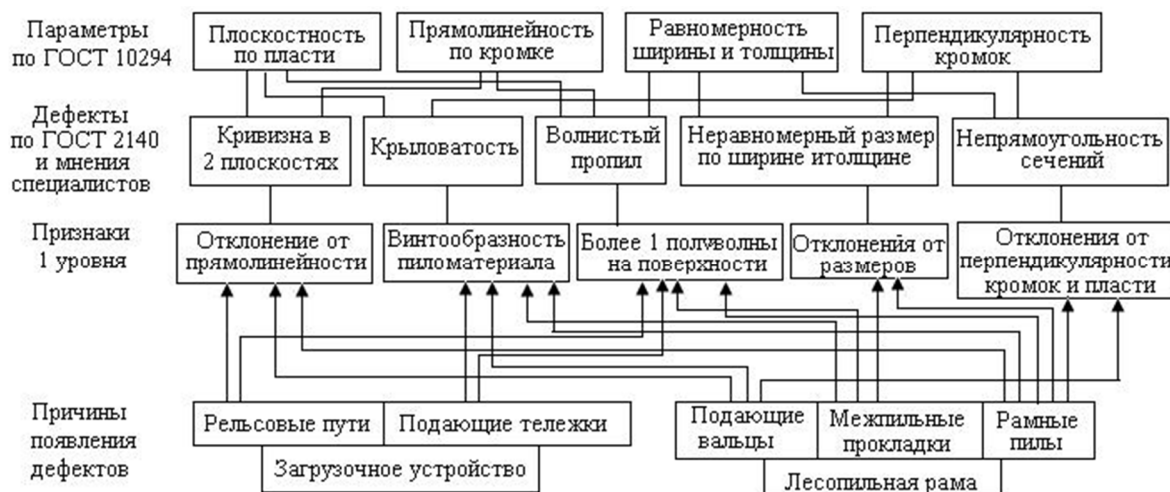 Параметры
по ГОСТ 10294
Плоскостность
по пласти
Прямолинейность
по кромке
Равномерность
ширины и толщины
Перпендикулярность
кромок
Дефекты
по ГОСТ 2140
и мнения
специалистов
Кривизна в
2 плоскостях
Крыловатость
Волнистый
пропил
Неравномерный размер
по ширине итолщине
Непрямоугольность
сечений
Признаки
1 уровня
Отклонение от
прямолинейности
Винтообразность
пиломатериала
Более 1 полуволны
на поверхности
Отклонения от
размеров
Отклонения от
перпендикулярности
кромок и пласти
Причины
появления
дефектов
Рельсовые пути
Подающие тележки
Загрузочное устройство
Подающие
вальцы
Межпильные
прокладки
Рамные
пилы
Лесопильная рама